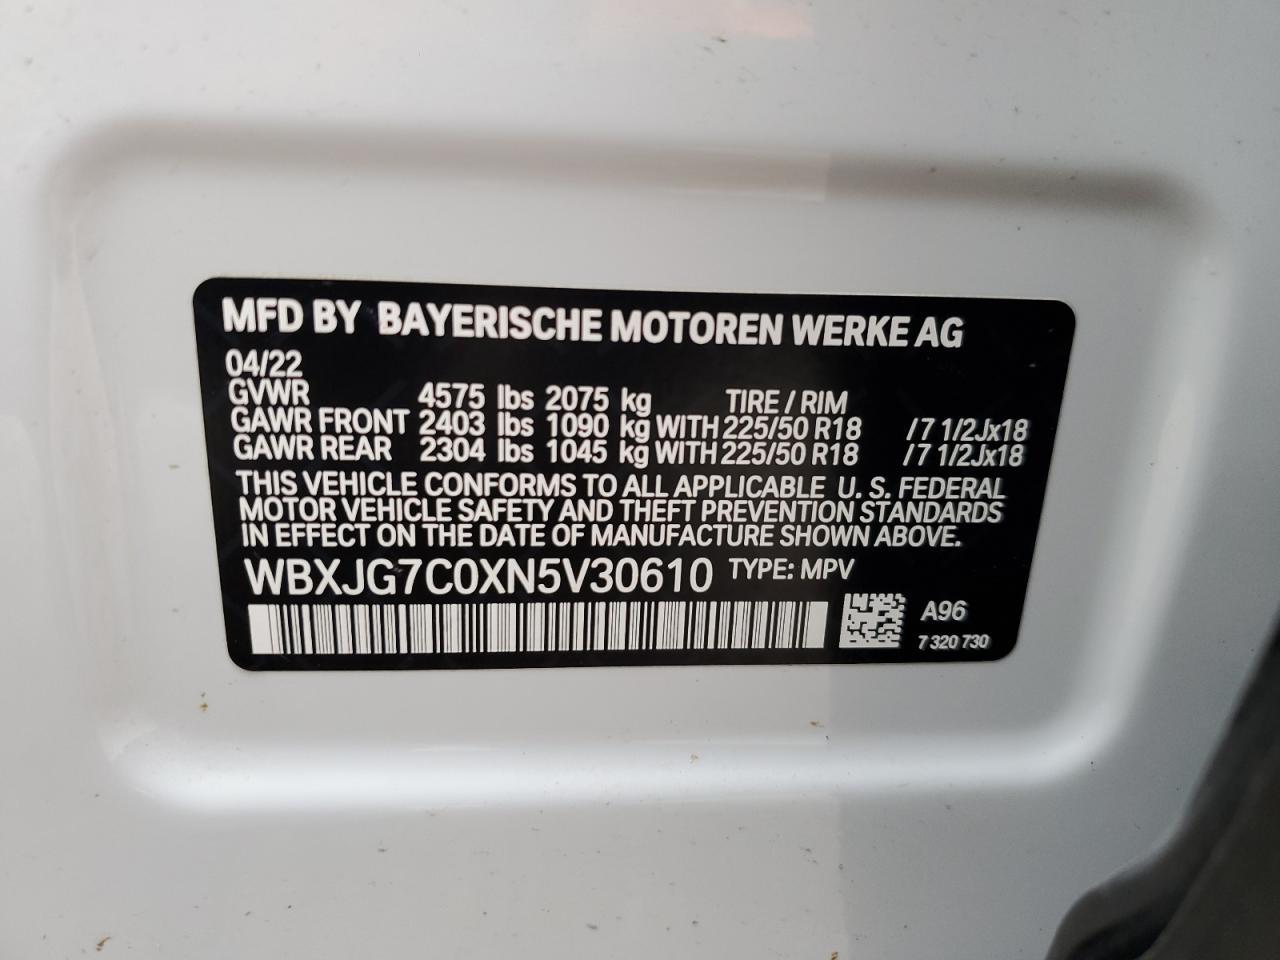 MFD BY BAYERISCHE MOTOREN WERKE AG
04/22
GVWR 4575 lbs 2075 kg TIRE / RIM
GAWR FRONT 2403 lbs 1090 kg WITH 225/50 R18 /7 1/2Jx18
GAWR REAR 2304 lbs 1045 kg WITH 225/50 R18 /7 1/2Jx18
THIS VEHICLE CONFORMS TO ALL APPLICABLE U. S. FEDERAL
MOTOR VEHICLE SAFETY AND THEFT PREVENTION STANDARDS
IN EFFECT ON THE DATE OF MANUFACTURE SHOWN ABOVE.
WBXJG7C0XN5V30610 TYPE: MPV
A96
7 320 730